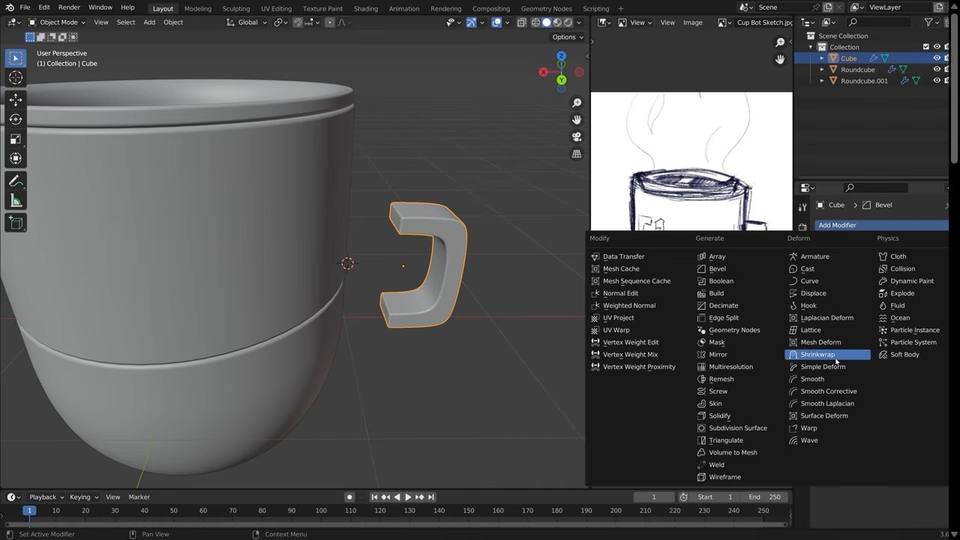 File Edit Render Window Help Layout Modeling Sculpting UV Editing Texture Paint Shading Animation Rendering Compositing Geometry Nodes Scripting Scene ViewLayer
Object Mode View Select Add Object Global View View Image Cup Bot Sketch.jpg
Options
User Perspective
(1) Collection | Cube
Z
X
Y
Scene Collection
Collection
Cube
Roundcube
Roundcube.001
Cube > Bevel
Add Modifier
Modify Generate Deform Physics
Data Transfer Array Armature Cloth
Mesh Cache Bevel Cast Collision
Mesh Sequence Cache Boolean Curve Dynamic Paint
Normal Edit Build Displace Explode
Weighted Normal Decimate Hook Fluid
UV Project Edge Split Laplacian Deform Ocean
UV Warp Geometry Nodes Lattice Particle Instance
Vertex Weight Edit Mask Mesh Deform Particle System
Vertex Weight Mix Mirror Shrinkwrap Soft Body
Vertex Weight Proximity Multiresolution Simple Deform
Remesh Smooth
Screw Smooth Corrective
Skin Smooth Laplacian
Solidify Surface Deform
Subdivision Surface Warp
Triangulate Wave
Volume to Mesh
Weld
Wireframe
Playback Keying View Marker 1 Start 1 End 250
1 10 20 30 40 50 60 70 80 90 100 110 120 130 140 150 160 170 180 190 200 210 220 230 240 250
Set Active Modifier Pan View Context Menu